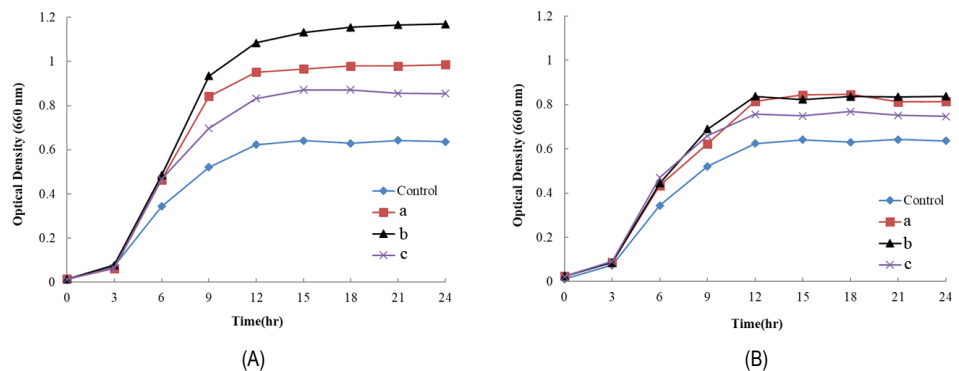 Optical Density (660 nm)
1.2
1
0.8
0.6
0.4
0.2
0
0 3 6 9 12 15 18 21 24
Time(hr)
Control
a
b
c
(A)
Optical Density (660 nm)
1.2
1
0.8
0.6
0.4
0.2
0
0 3 6 9 12 15 18 21 24
Time(hr)
Control
a
b
c
(B)